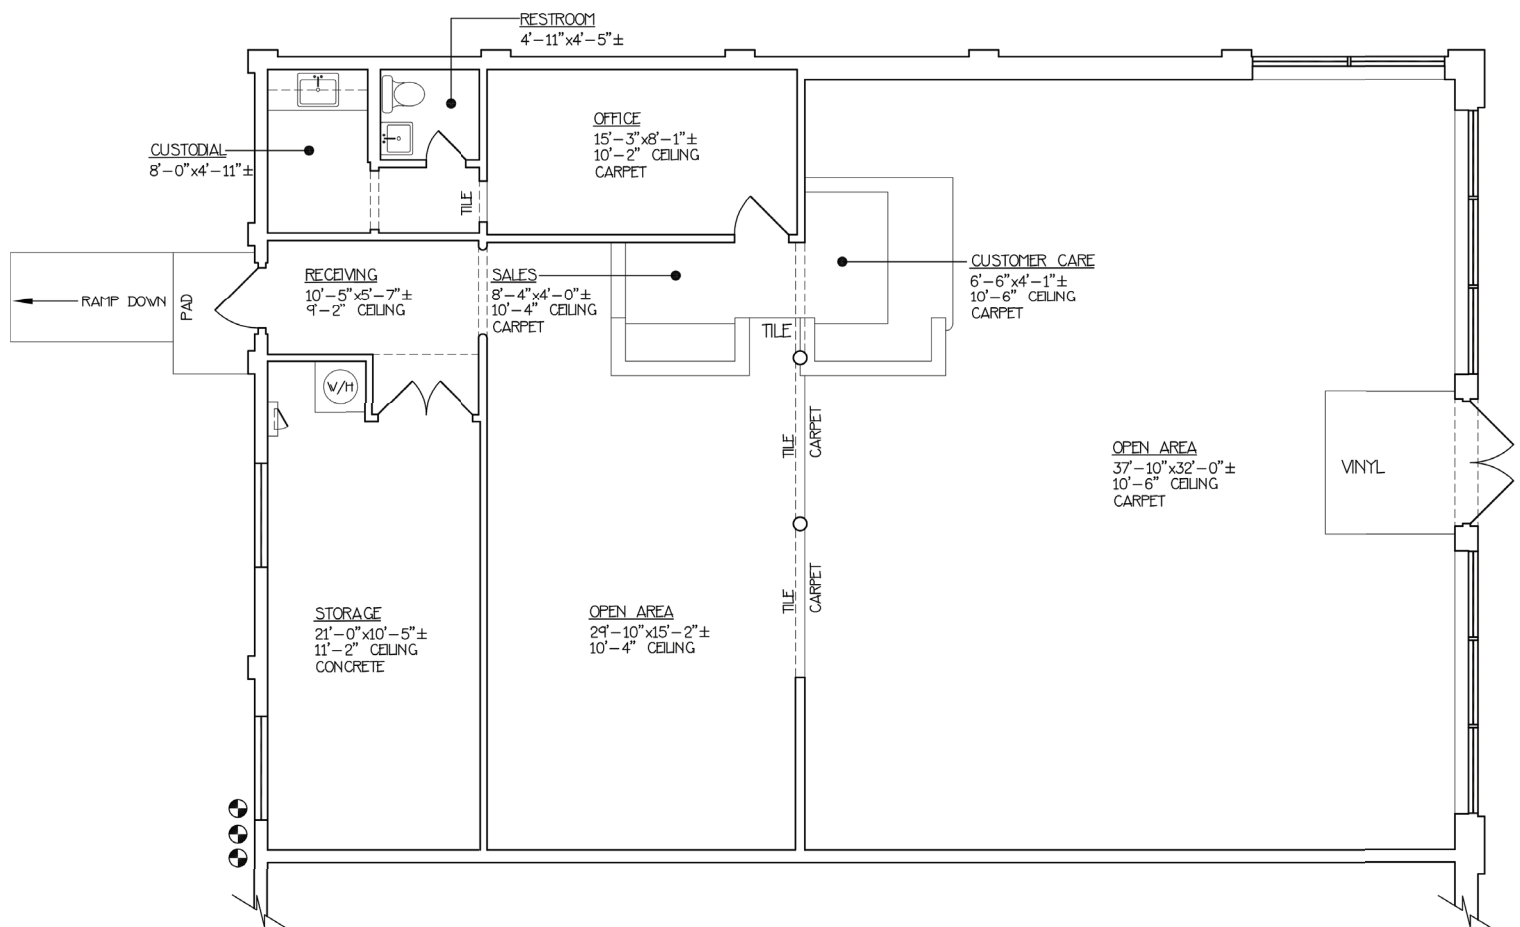 RESTROOM
4'-11"x4'-5"±
OFFICE
15'-3"x8'-1"±
10'-2" CEILING
CARPET
CUSTODIAL
8'-0"x4'-11"±
TILE
RECEIVING
10'-5"x5'-7"±
9'-2" CEILING
SALES
8'-4"x4'-0"±
10'-4" CEILING
CARPET
CUSTOMER CARE
6'-6"x4'-1"±
10'-6" CEILING
CARPET
RAMP DOWN
PAD
TILE
W/H
TILE
CARPET
OPEN AREA
37'-10"x32'-0"±
10'-6" CEILING
CARPET
VINYL
TILE
CARPET
STORAGE
21'-0"x10'-5"±
11'-2" CEILING
CONCRETE
OPEN AREA
29'-10"x15'-2"±
10'-4" CEILING